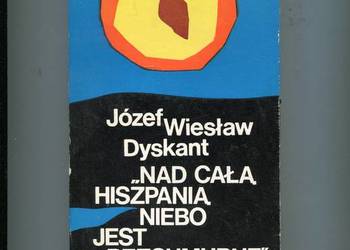 Józef Wiesław
Dyskant
„NAD CAŁĄ
HISZPANIĄ
NIEBO
JEST